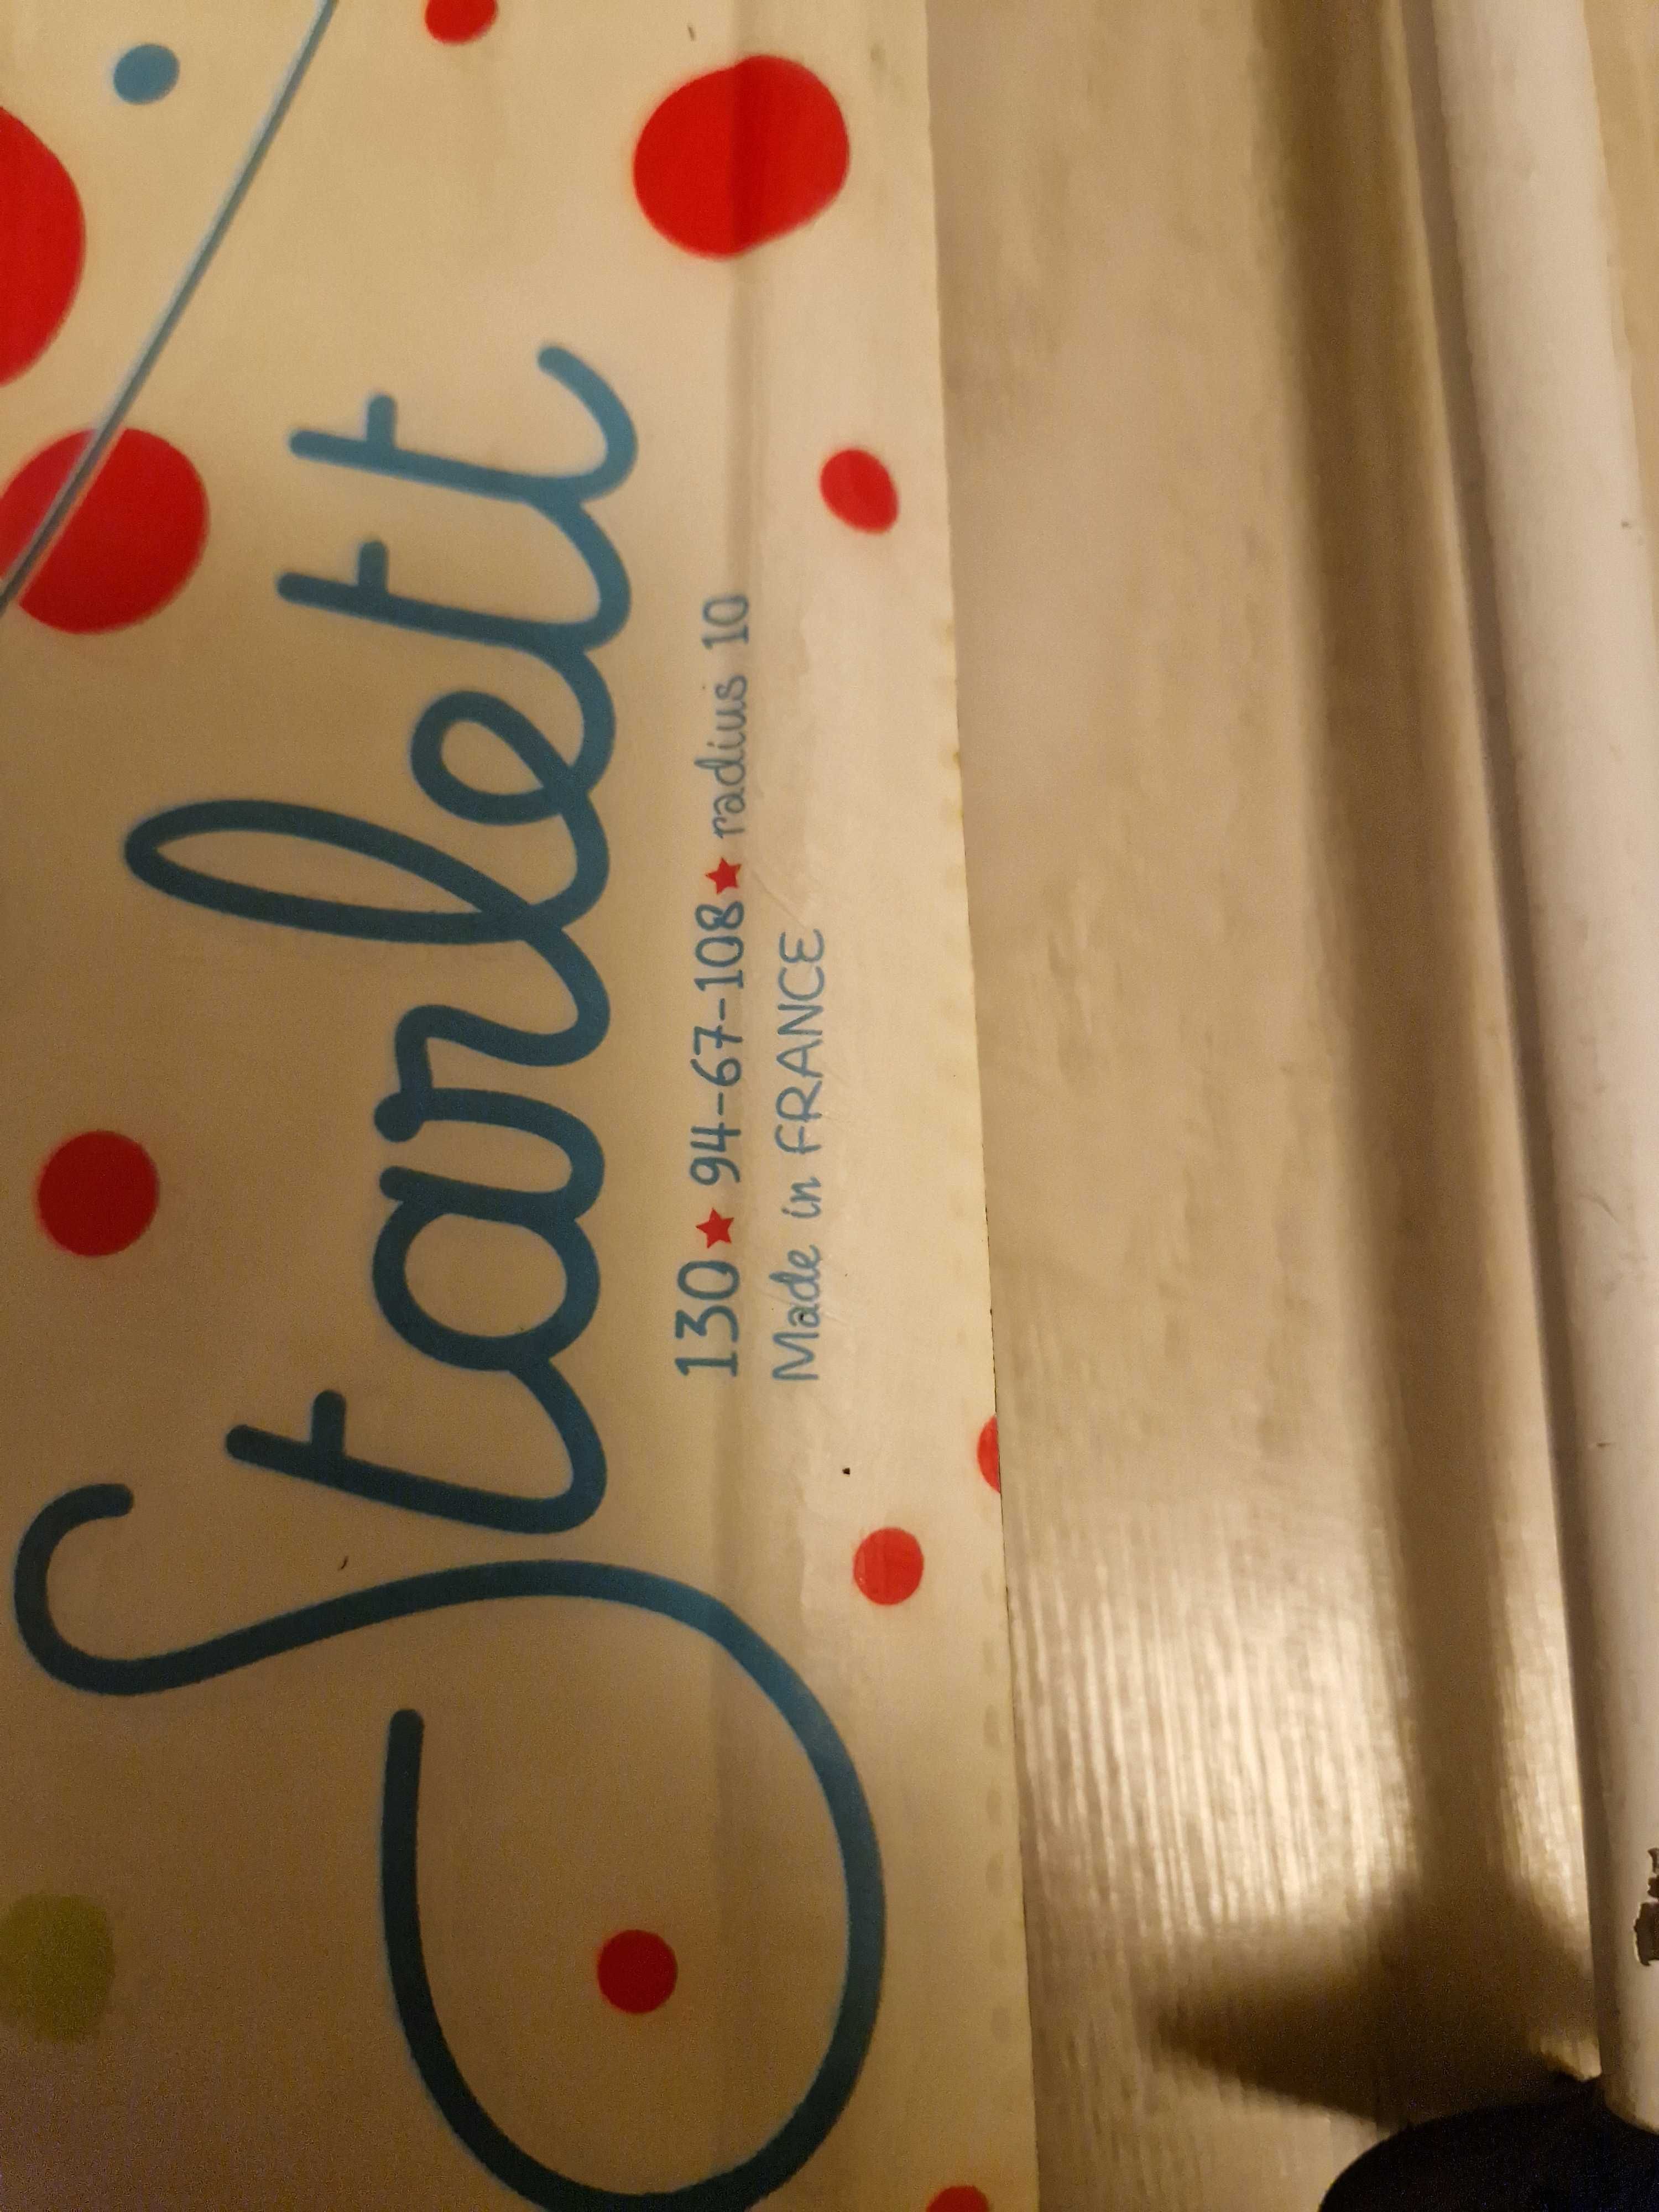 Starlett
130★ 94-67-108★ radius 10
Made in FRANCE